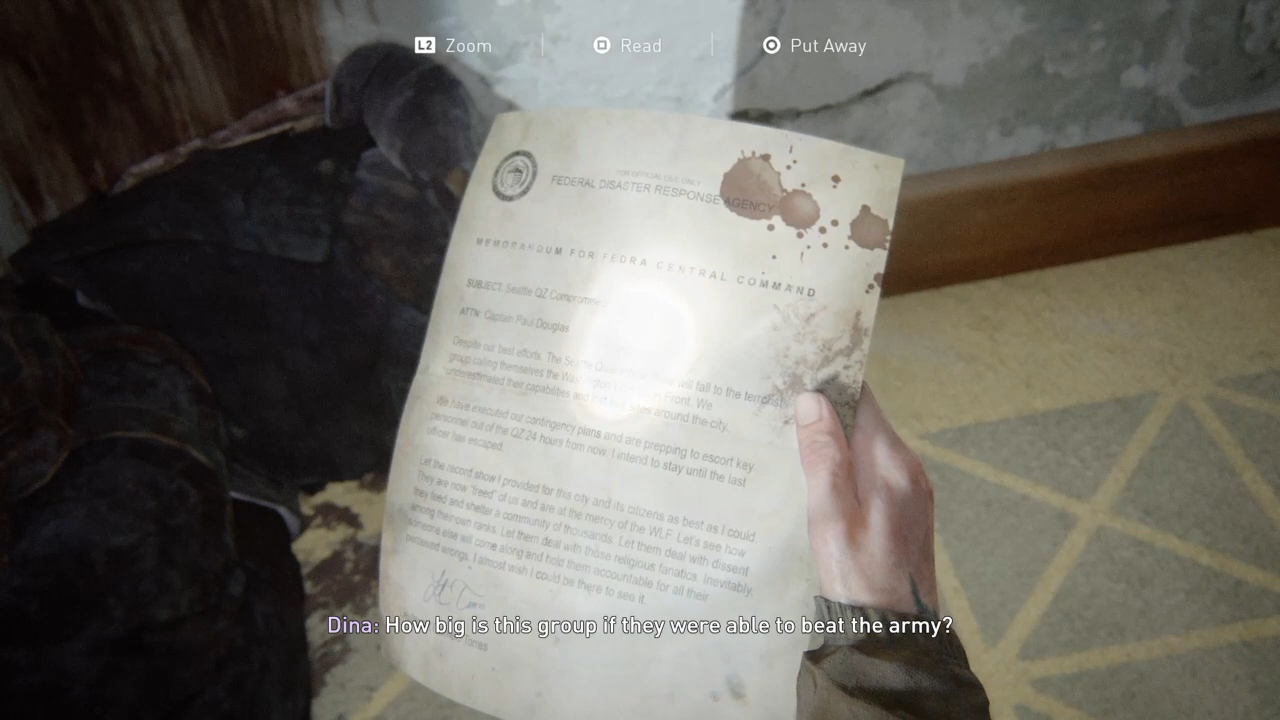 L2 Zoom Read Put Away
FOR OFFICIAL USE ONLY
FEDERAL DISASTER RESPONSE AGENCY
MEMORANDUM FOR FEDRA CENTRAL COMMAND
SUBJECT: Seattle QZ Compromise
ATTN: Captain Paul Douglas
Despite our best efforts. The Seattle will fall to the terrorist
group calling themselves the Washington Front. We
underestimated their capabilities and sites around the city.
We have executed our contingency plans and are prepping to escort key
personnel out of the QZ 24 hours from now. I intend to stay until the last
officer has escaped.
Let the record show I provided for this city and its citizens as best as I could
They are now "freed" of us and are at the mercy of the WLF. Let's see how
they feed and shelter a community of thousands. Let them deal with dissent
among their own ranks. Let them deal with those religious fanatics. Inevitably,
someone else will come along and hold them accountable for all their
perceived wrongs. I almost wish I could be there to see it.
Dina: How big is this group if they were able to beat the army?
Torres